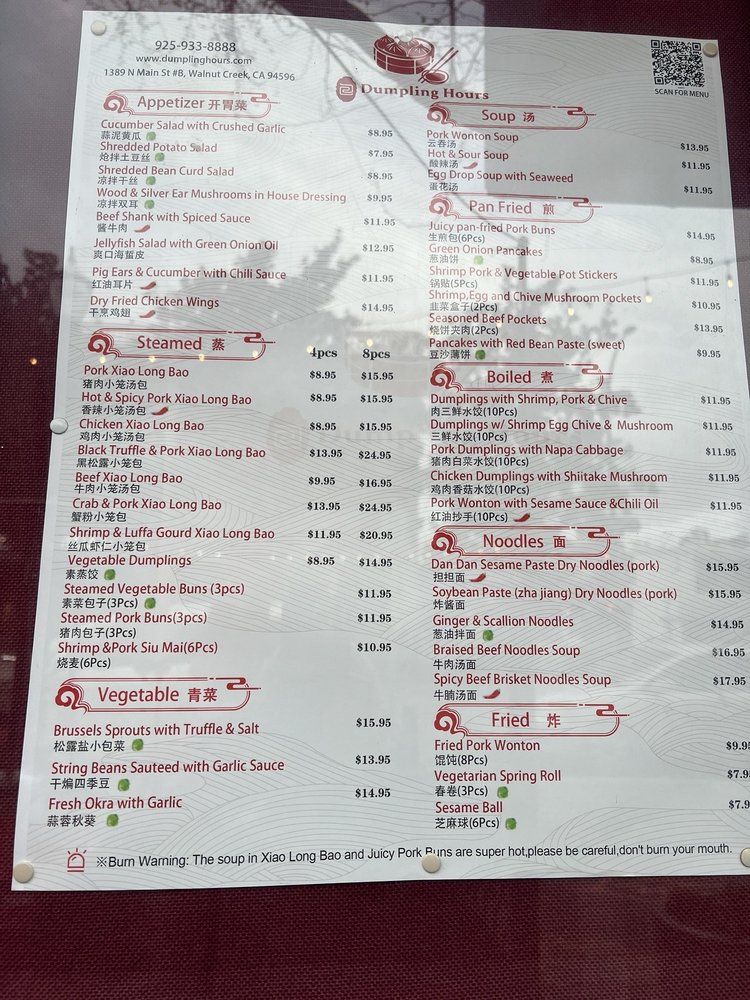 925-933-8888
www.dumplinghours.com
1389 N Main St #B, Walnut Creek, CA 94596
Dumpling Hours
SCAN FOR MENU
Appetizer 开胃菜
Cucumber Salad with Crushed Garlic $8.95
蒜泥黄瓜
Shredded Potato Salad $7.95
炝拌土豆丝
Shredded Bean Curd Salad $8.95
凉拌干丝
Wood & Silver Ear Mushrooms in House Dressing $9.95
凉拌双耳
Beef Shank with Spiced Sauce $11.95
酱牛肉
Jellyfish Salad with Green Onion Oil $12.95
爽口海蜇皮
Pig Ears & Cucumber with Chili Sauce $11.95
红油耳片
Dry Fried Chicken Wings $14.95
干烹鸡翅
Steamed 蒸 4pcs 8pcs
Pork Xiao Long Bao $8.95 $15.95
猪肉小笼汤包
Hot & Spicy Pork Xiao Long Bao $8.95 $15.95
香辣小笼汤包
Chicken Xiao Long Bao $8.95 $15.95
鸡肉小笼汤包
Black Truffle & Pork Xiao Long Bao $13.95 $24.95
黑松露小笼包
Beef Xiao Long Bao $9.95 $16.95
牛肉小笼汤包
Crab & Pork Xiao Long Bao $13.95 $24.95
蟹粉小笼包
Shrimp & Luffa Gourd Xiao Long Bao $11.95 $20.95
丝瓜虾仁小笼包
Vegetable Dumplings $8.95 $14.95
素蒸饺
Steamed Vegetable Buns (3pcs) $11.95
素菜包子(3Pcs)
Steamed Pork Buns(3pcs) $11.95
猪肉包子(3Pcs)
Shrimp &Pork Siu Mai(6Pcs) $10.95
烧麦(6Pcs)
Vegetable 青菜
Brussels Sprouts with Truffle & Salt $15.95
松露盐小包菜
String Beans Sauteed with Garlic Sauce $13.95
干煸四季豆
Fresh Okra with Garlic $14.95
蒜蓉秋葵
Soup 汤
Pork Wonton Soup $13.95
云吞汤
Hot & Sour Soup $11.95
酸辣汤
Egg Drop Soup with Seaweed $11.95
蛋花汤
Pan Fried 煎
Juicy pan-fried Pork Buns $14.95
生煎包(6Pcs)
Green Onion Pancakes $8.95
葱油饼
Shrimp Pork & Vegetable Pot Stickers $11.95
锅贴(5Pcs)
Shrimp,Egg and Chive Mushroom Pockets $10.95
韭菜盒子(2Pcs)
Seasoned Beef Pockets $13.95
烧饼夹肉(2Pcs)
Pancakes with Red Bean Paste (sweet) $9.95
豆沙薄饼
Boiled 煮
Dumplings with Shrimp, Pork & Chive $11.95
肉三鲜水饺(10Pcs)
Dumplings w/ Shrimp Egg Chive & Mushroom $11.95
三鲜水饺(10Pcs)
Pork Dumplings with Napa Cabbage $11.95
猪肉白菜水饺(10Pcs)
Chicken Dumplings with Shiitake Mushroom $11.95
鸡肉香菇水饺(10Pcs)
Pork Wonton with Sesame Sauce &Chili Oil $11.95
红油抄手(10Pcs)
Noodles 面
Dan Dan Sesame Paste Dry Noodles (pork) $15.95
担担面
Soybean Paste (zha jiang) Dry Noodles (pork) $15.95
炸酱面
Ginger & Scallion Noodles $14.95
葱油拌面
Braised Beef Noodles Soup $16.95
牛肉汤面
Spicy Beef Brisket Noodles Soup $17.95
牛腩汤面
Fried 炸
Fried Pork Wonton $9.9
馄饨(8Pcs)
Vegetarian Spring Roll $7.9
春卷(3Pcs)
Sesame Ball $7.9
芝麻球(6Pcs)
※Burn Warning: The soup in Xiao Long Bao and Juicy Pork Buns are super hot,please be careful,don't burn your mouth.